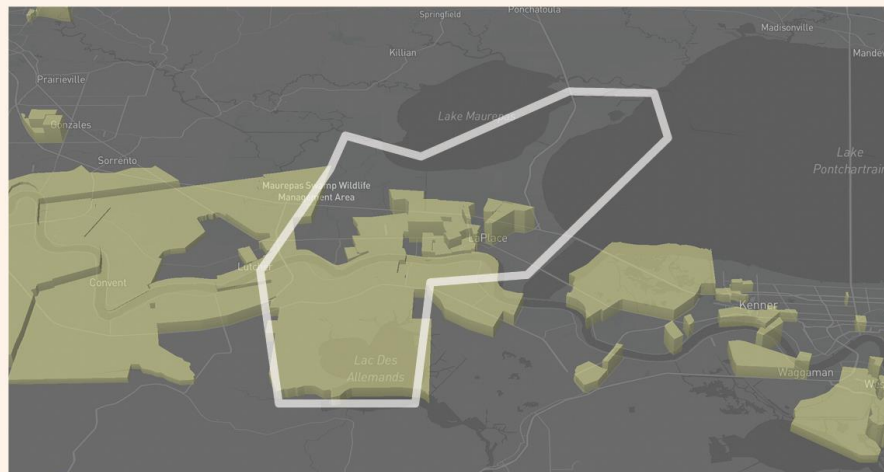 Springfield
Ponchatoula
Madisonville
Killian
Prairieville
Lake Maurepas
Gonzales
Sorrento
Lake
Pontchartrain
Maurepas Swamp Wildlife
Management Area
LaPlace
Lutcher
Convent
Kenner
Lac Des
Allemands
Waggaman